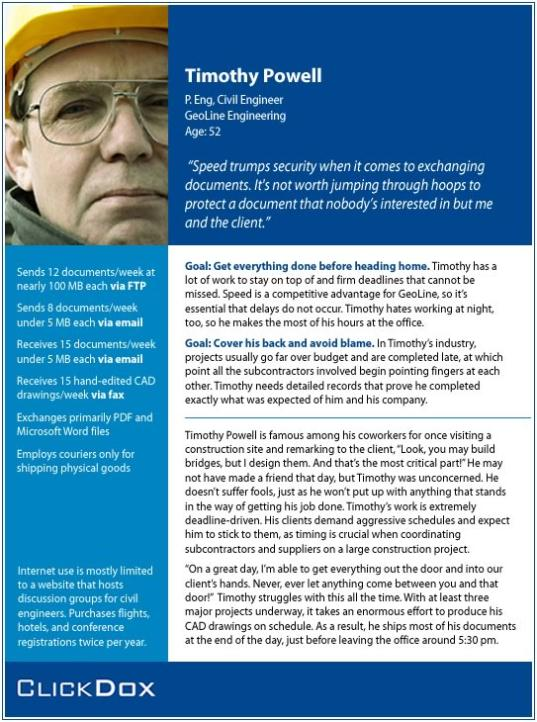 Timothy Powell
P. Eng, Civil Engineer
GeoLine Engineering
Age: 52
"Speed trumps security when it comes to exchanging
documents. It's not worth jumping through hoops to
protect a document that nobody's interested in but me
and the client."
Sends 12 documents/week at
nearly 100 MB each via FTP
Sends 8 documents/week
under 5 MB each via email
Receives 15 documents/week
under 5 MB each via email
Receives 15 hand-edited CAD
drawings/week via fax
Exchanges primarily PDF and
Microsoft Word files
Employs couriers only for
shipping physical goods
Internet use is mostly limited
to a website that hosts
discussion groups for civil
engineers. Purchases flights,
hotels, and conference
registrations twice per year.
Goal: Get everything done before heading home. Timothy has a
lot of work to stay on top of and firm deadlines that cannot be
missed. Speed is a competitive advantage for GeoLine, so it's
essential that delays do not occur. Timothy hates working at night,
too, so he makes the most of his hours at the office.
Goal: Cover his back and avoid blame. In Timothy's industry,
projects usually go far over budget and are completed late, at which
point all the subcontractors involved begin pointing fingers at each
other. Timothy needs detailed records that prove he completed
exactly what was expected of him and his company.
Timothy Powell is famous among his coworkers for once visiting a
construction site and remarking to the client, "Look, you may build
bridges, but I design them. And that's the most critical part!" He may
not have made a friend that day, but Timothy was unconcerned. He
doesn't suffer fools, just as he won't put up with anything that stands
in the way of getting his job done. Timothy's work is extremely
deadline-driven. His clients demand aggressive schedules and expect
him to stick to them, as timing is crucial when coordinating
subcontractors and suppliers on a large construction project.
"On a great day, I'm able to get everything out the door and into our
client's hands. Never, ever let anything come between you and that
door!" Timothy struggles with this all the time. With at least three
major projects underway, it takes an enormous effort to produce his
CAD drawings on schedule. As a result, he ships most of his documents
at the end of the day, just before leaving the office around 5:30 pm.
CLICKDOX